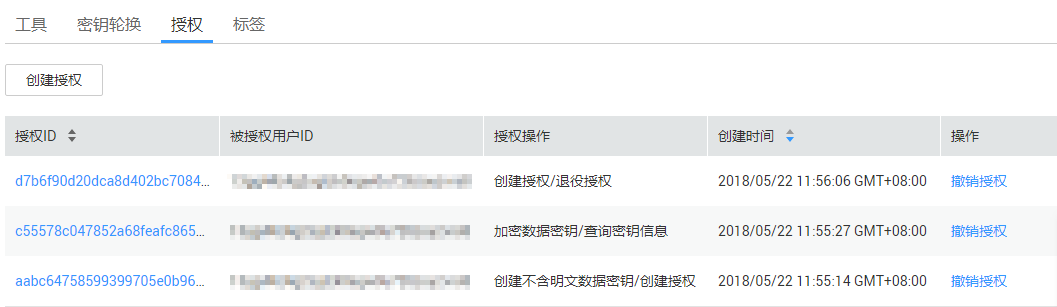 工具 密钥轮换 授权 标签
创建授权
授权ID 被授权用户ID 授权操作 创建时间 操作
d7b6f90d20dca8d402bc7084... 创建授权/退役授权 2018/05/22 11:56:06 GMT+08:00 撤销授权
c55578c047852a68feafc865... 加密数据密钥/查询密钥信息 2018/05/22 11:55:27 GMT+08:00 撤销授权
aabc64758599399705e0b96... 创建不含明文数据密钥/创建授权 2018/05/22 11:55:14 GMT+08:00 撤销授权